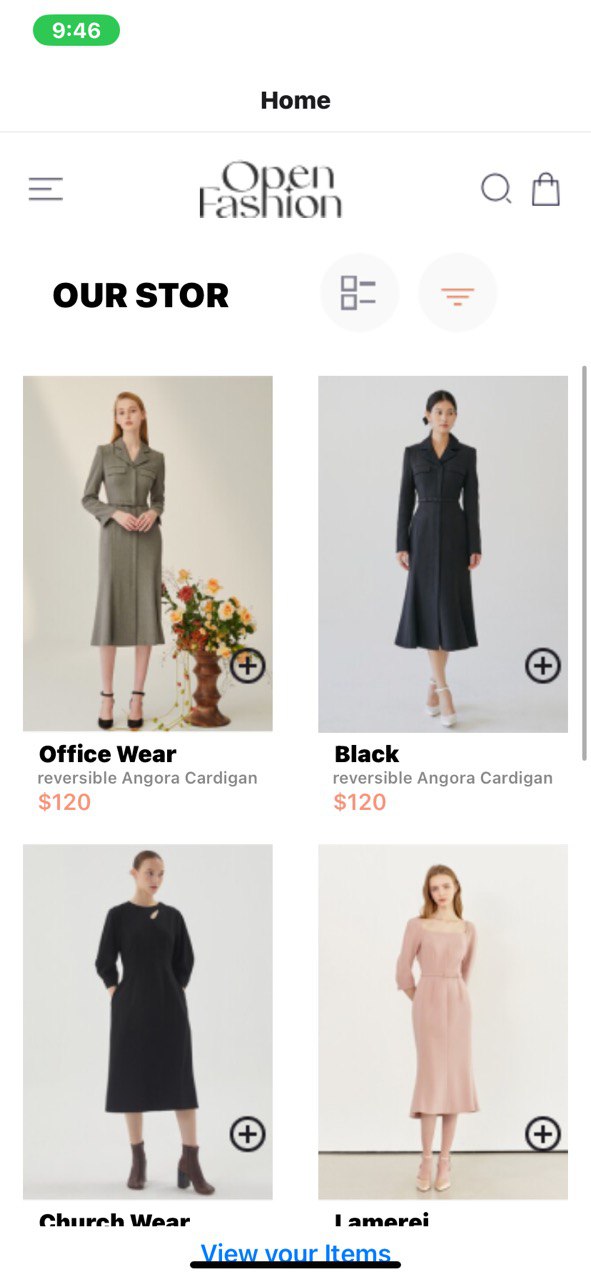 9:46
Home
Open
Fashion
OUR STOR
Office Wear
reversible Angora Cardigan
$120
Black
reversible Angora Cardigan
$120
Church Wear
Lamerei
View your Items